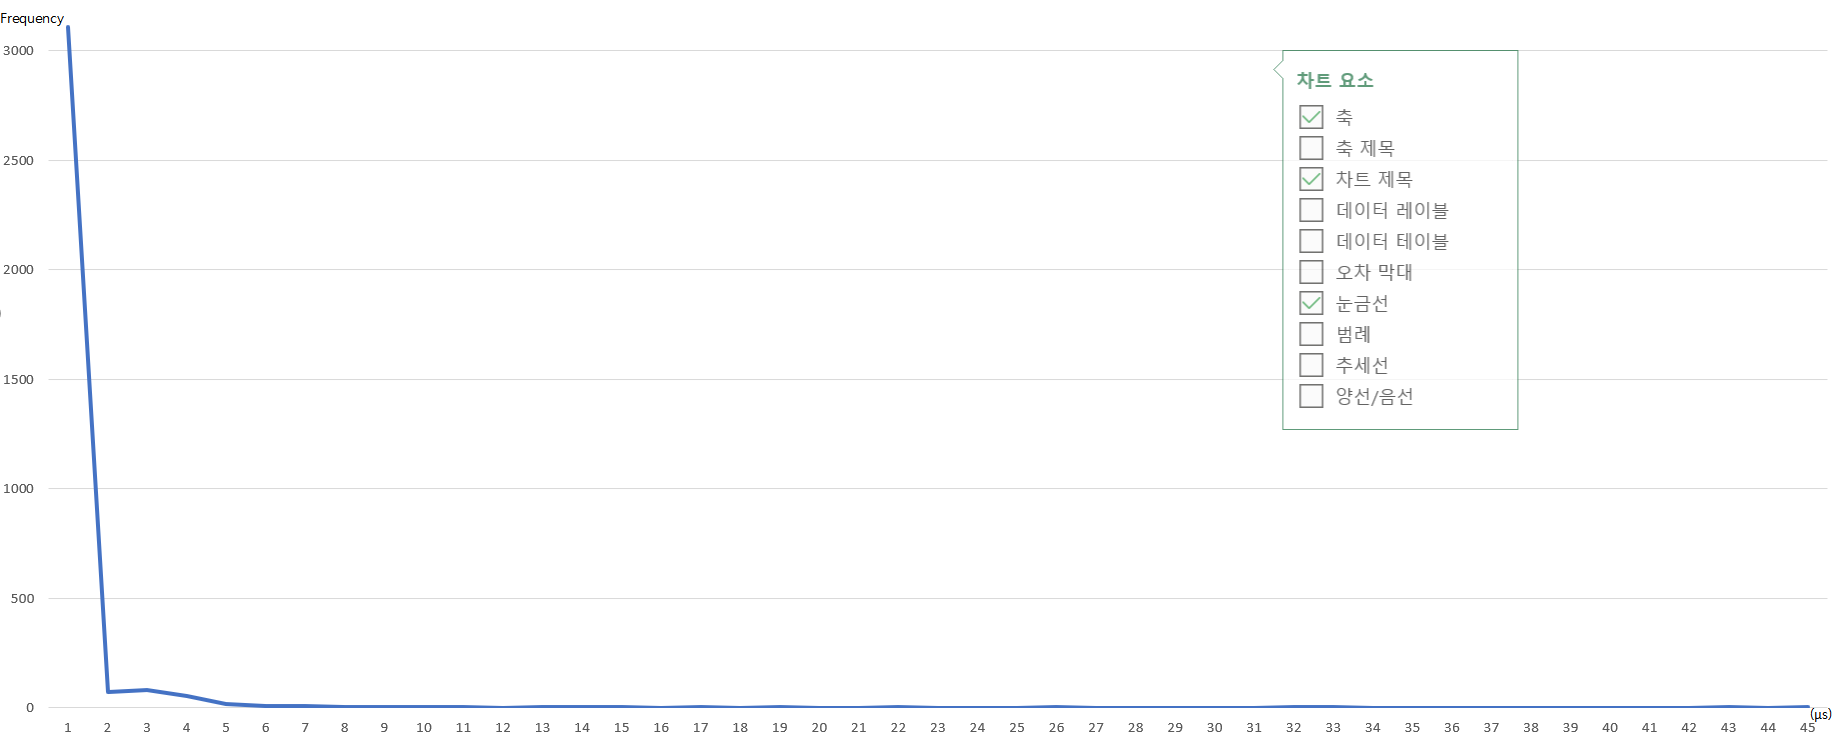 Frequency
3000
2500
2000
1500
1000
500
0
1 2 3 4 5 6 7 8 9 10 11 12 13 14 15 16 17 18 19 20 21 22 23 24 25 26 27 28 29 30 31 32 33 34 35 36 37 38 39 40 41 42 43 44 45
(μs)
차트 요소
축
축 제목
차트 제목
데이터 레이블
데이터 테이블
오차 막대
눈금선
범례
추세선
양선/음선